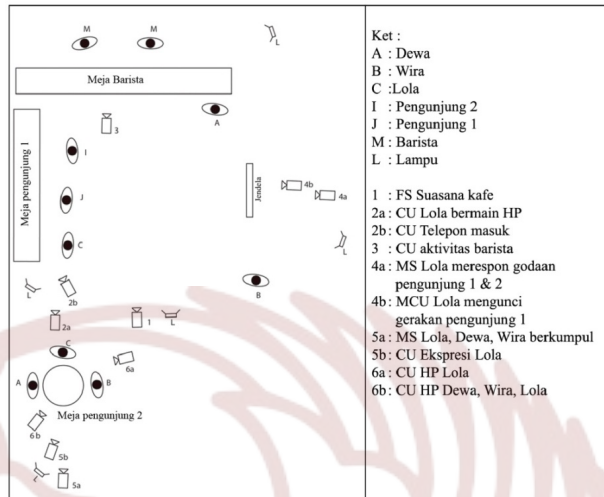 M
M
L
Meja Barista
A
3
Meja pengunjung 1
I
Jendela
4b
4a
J
C
L
B
L
2b
2a
1
L
C
6a
A
B
Meja pengunjung 2
6b
5b
L
5a
Ket :
A : Dewa
B : Wira
C :Lola
I : Pengunjung 2
J : Pengunjung 1
M : Barista
L : Lampu
1 : FS Suasana kafe
2a : CU Lola bermain HP
2b : CU Telepon masuk
3 : CU aktivitas barista
4a : MS Lola merespon godaan
pengunjung 1 & 2
4b : MCU Lola mengunci
gerakan pengunjung 1
5a : MS Lola, Dewa, Wira berkumpul
5b : CU Ekspresi Lola
6a : CU HP Lola
6b : CU HP Dewa, Wira, Lola